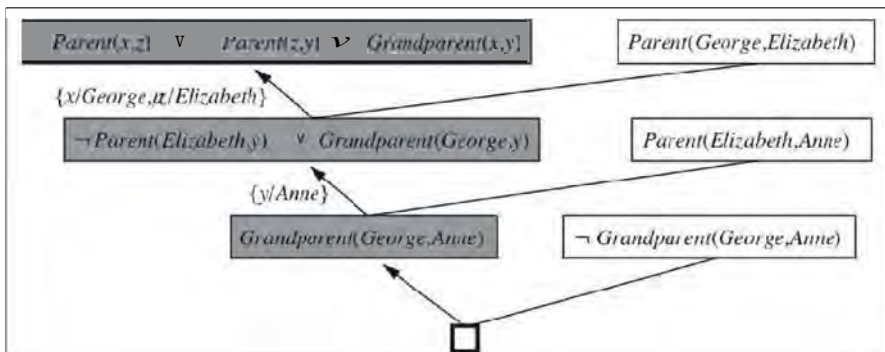 Parent(x,z] v Parent[z,y] v Grandparent(x,y] Parent(George,Elizabeth)
{x/George,z/Elizabeth}
¬Parent(Elizabeth,y) v Grandparent(George,y) Parent(Elizabeth,Anne)
{y/Anne}
Grandparent(George,Anne) ¬ Grandparent(George,Anne)